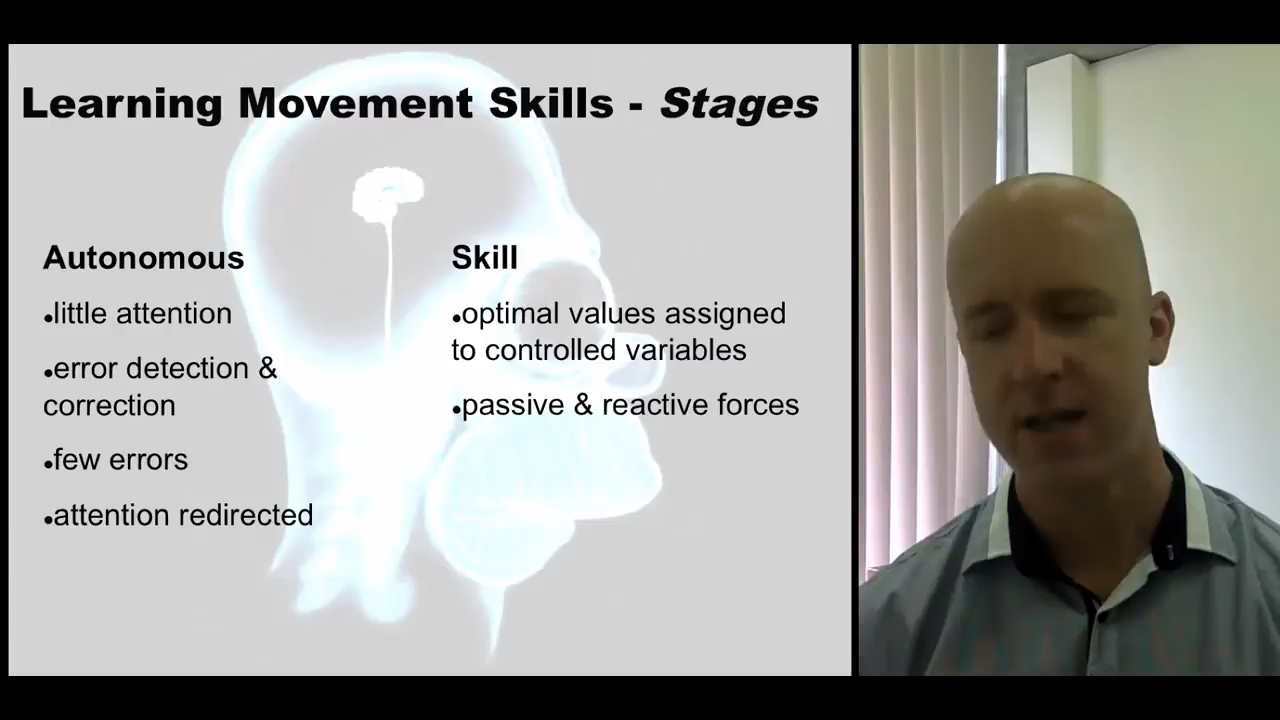 Learning Movement Skills - Stages
Autonomous
•little attention
•error detection &
correction
•few errors
•attention redirected
Skill
•optimal values assigned
to controlled variables
•passive & reactive forces